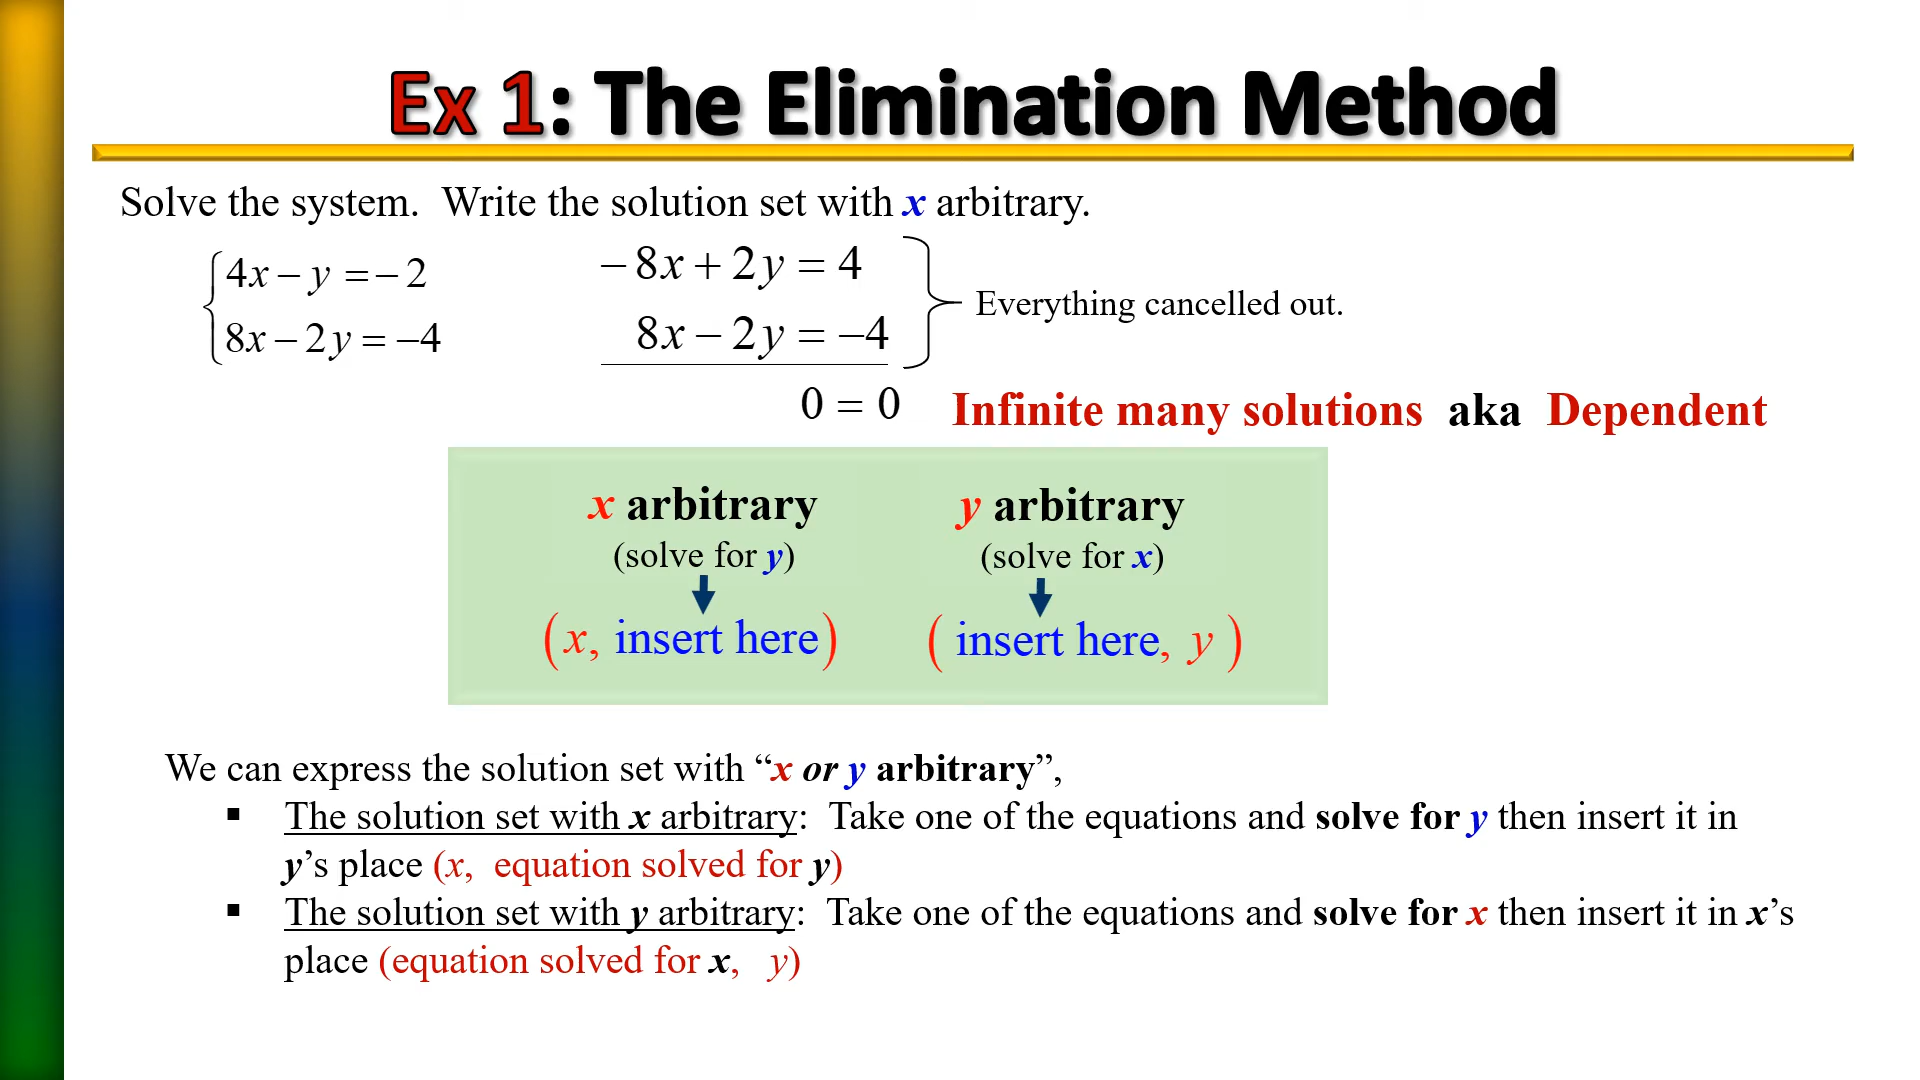 Ex 1: The Elimination Method
Solve the system. Write the solution set with x arbitrary.
4x − y = − 2
8x − 2y = −4
− 8x + 2y = 4
8x − 2y = −4
0 = 0
Everything cancelled out.
Infinite many solutions aka Dependent
x arbitrary
(solve for y)
(x, insert here)
y arbitrary
(solve for x)
( insert here, y )
We can express the solution set with “x or y arbitrary”,
▪ The solution set with x arbitrary: Take one of the equations and solve for y then insert it in
y’s place (x, equation solved for y)
▪ The solution set with y arbitrary: Take one of the equations and solve for x then insert it in x’s
place (equation solved for x, y)